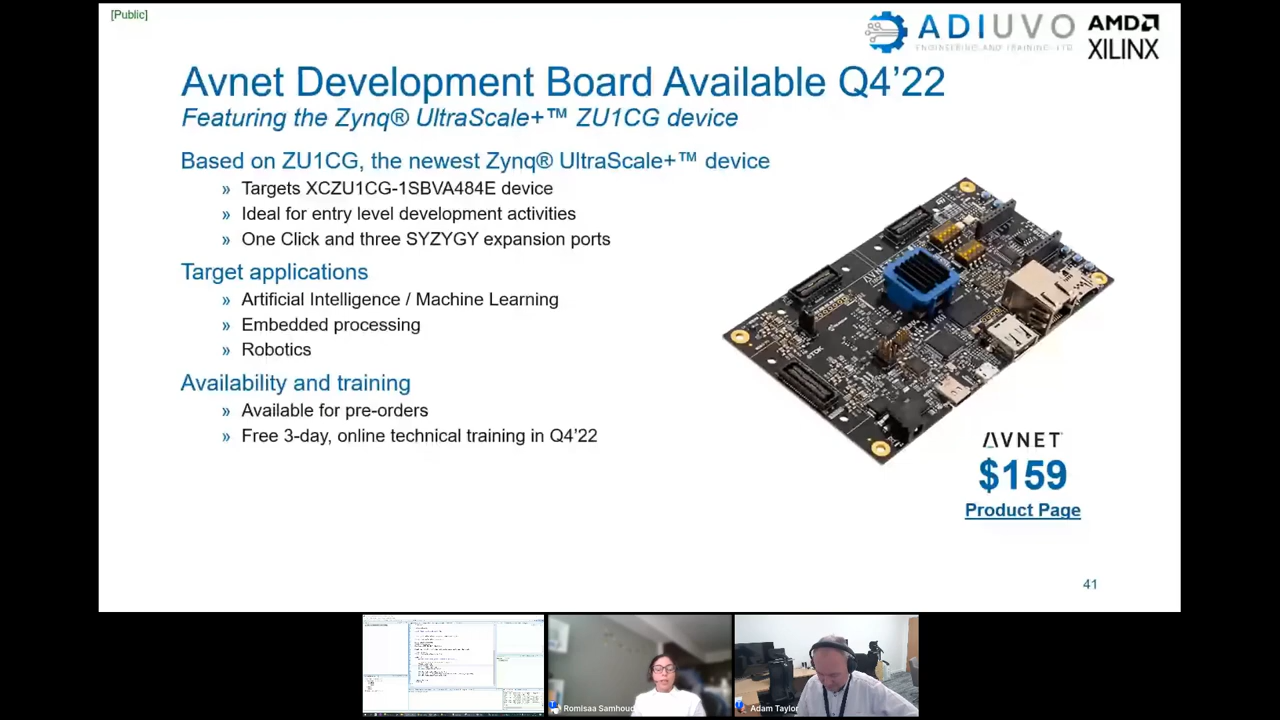 [Public]
ADIUVO
ENGINEERING AND TRAINING, LTD.
AMD
XILINX
Avnet Development Board Available Q4’22
Featuring the Zynq® UltraScale+™ ZU1CG device
Based on ZU1CG, the newest Zynq® UltraScale+™ device
» Targets XCZU1CG-1SBVA484E device
» Ideal for entry level development activities
» One Click and three SYZYGY expansion ports
Target applications
» Artificial Intelligence / Machine Learning
» Embedded processing
» Robotics
Availability and training
» Available for pre-orders
» Free 3-day, online technical training in Q4’22
AVNET
TDK
AVNET
$159
Product Page
41
Romisaa Samhoud
Adam Taylor